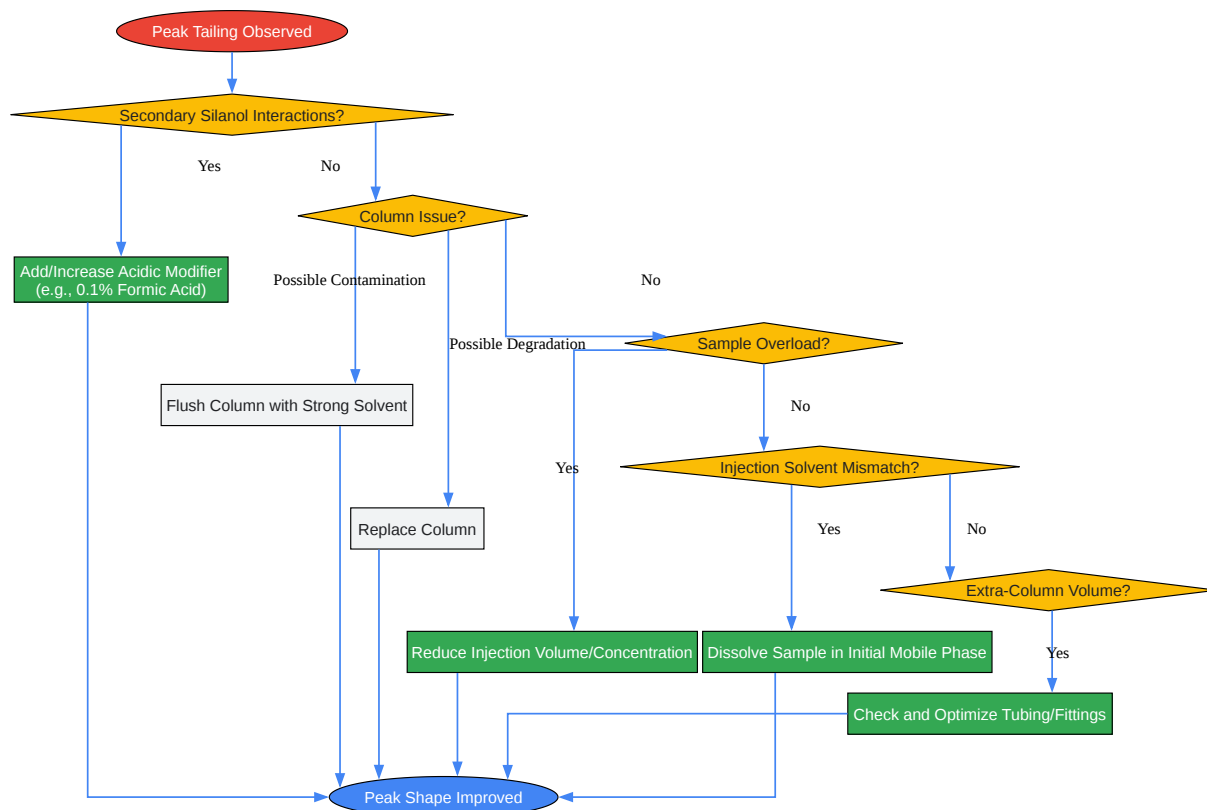 Peak Tailing Observed
Secondary Silanol Interactions?
Yes
No
Column Issue?
Add/Increase Acidic Modifier
(e.g., 0.1% Formic Acid)
Possible Contamination
No
Possible Degradation
Sample Overload?
Flush Column with Strong Solvent
No
Yes
Injection Solvent Mismatch?
Replace Column
Yes
No
Extra-Column Volume?
Reduce Injection Volume/Concentration
Dissolve Sample in Initial Mobile Phase
Yes
Check and Optimize Tubing/Fittings
Peak Shape Improved